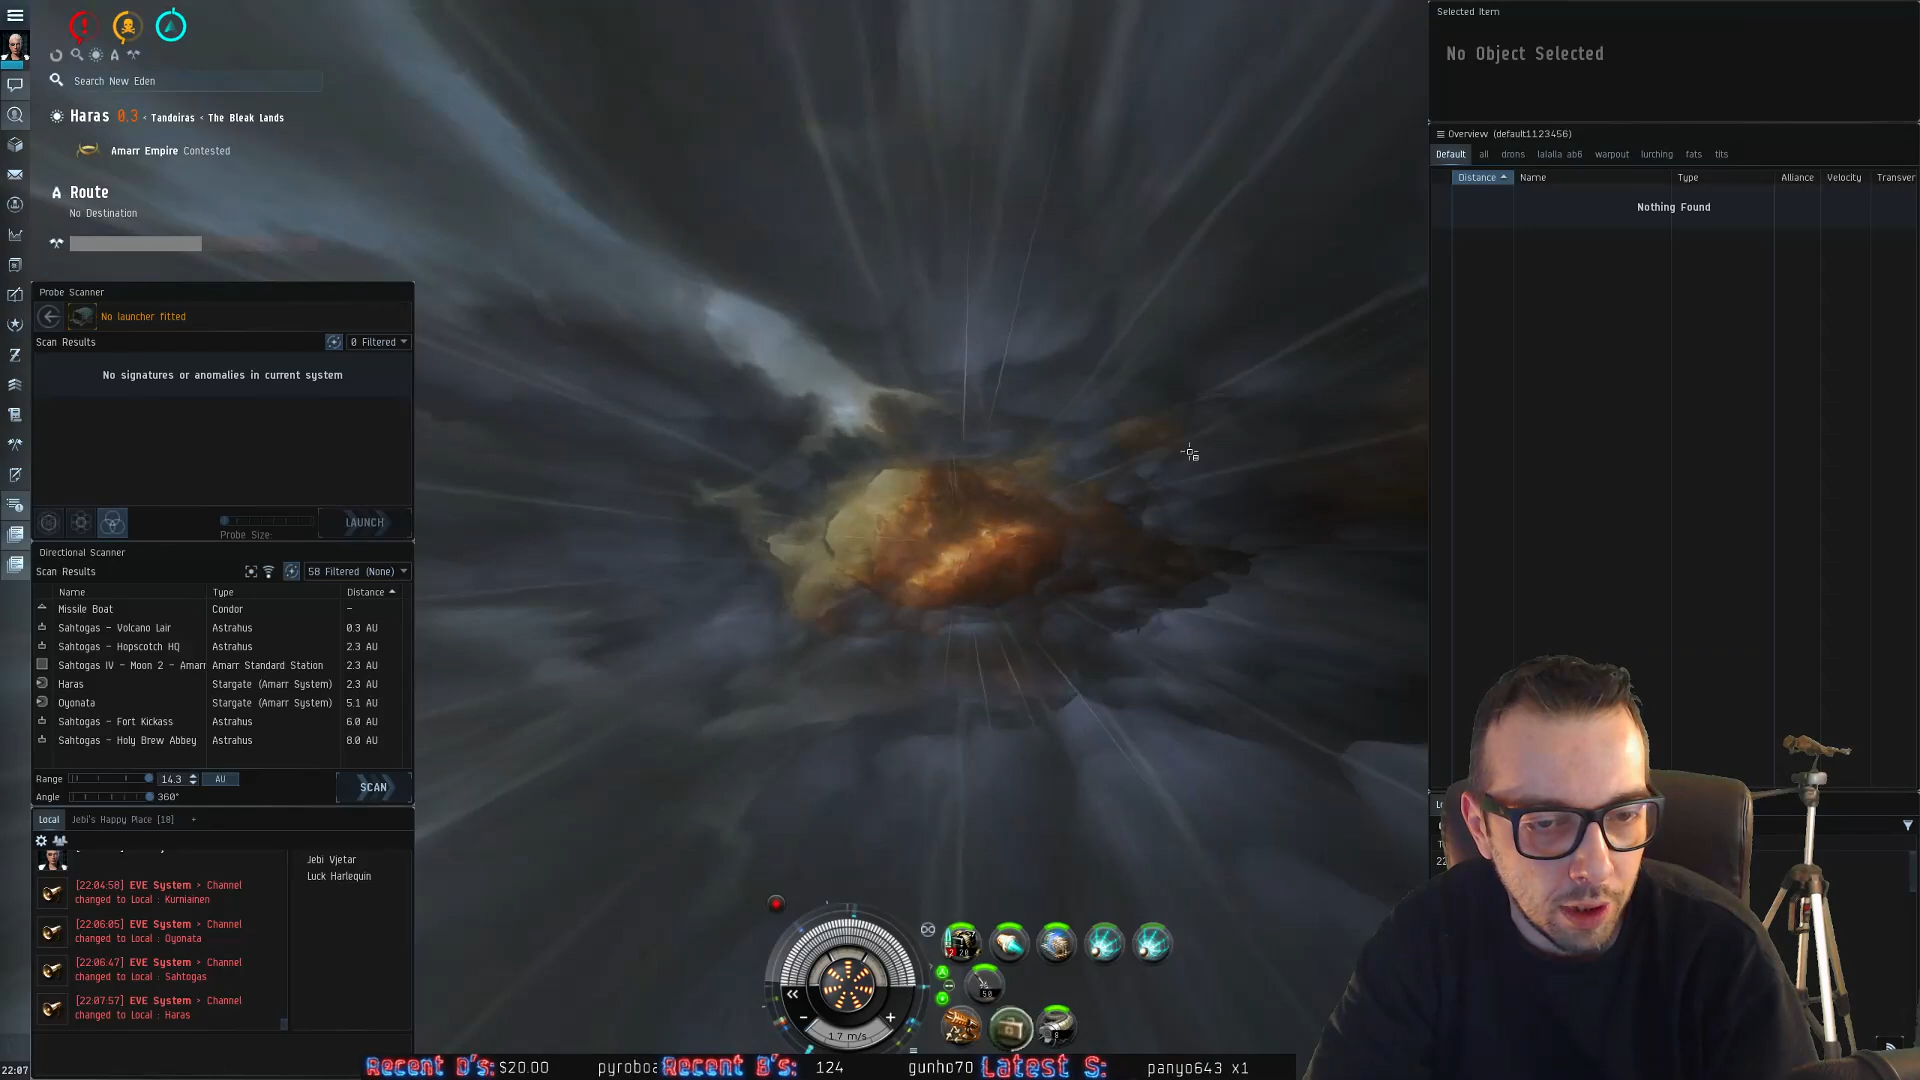 Search New Eden
Haras 0.3 < Tandoiras < The Bleak Lands
Amarr Empire Contested
A Route
No Destination
Probe Scanner
No launcher fitted
Scan Results
0 Filtered
No signatures or anomalies in current system
Probe Size:
LAUNCH
Directional Scanner
Scan Results
58 Filtered (None)
Name Type Distance
Missile Boat Condor –
Sahtogas – Volcano Lair Astrahus 0.3 AU
Sahtogas – Hopscotch HQ Astrahus 2.3 AU
Sahtogas IV – Moon 2 – Amarr Amarr Standard Station 2.3 AU
Haras Stargate (Amarr System) 2.3 AU
Oyonata Stargate (Amarr System) 5.1 AU
Sahtogas – Fort Kickass Astrahus 6.0 AU
Sahtogas – Holy Brew Abbey Astrahus 8.0 AU
Range 14.3 AU
Angle 360°
SCAN
Local Jebi's Happy Place [18] +
[22:04:58] EVE System > Channel
changed to Local : Kurniainen
[22:06:05] EVE System > Channel
changed to Local : Oyonata
[22:06:47] EVE System > Channel
changed to Local : Sahtogas
[22:07:57] EVE System > Channel
changed to Local : Haras
Jebi Vjetar
Luck Harlequin
22:07
Selected Item
No Object Selected
Overview (default1123456)
Default all drons lalalla ab6 warpout lurching fats tits
Distance Name Type Alliance Velocity Transver
Nothing Found
17 m/s
Recent D's: $20.00 pyroboa Recent B's: 124 gunho70 Latest S: panyo643 x1